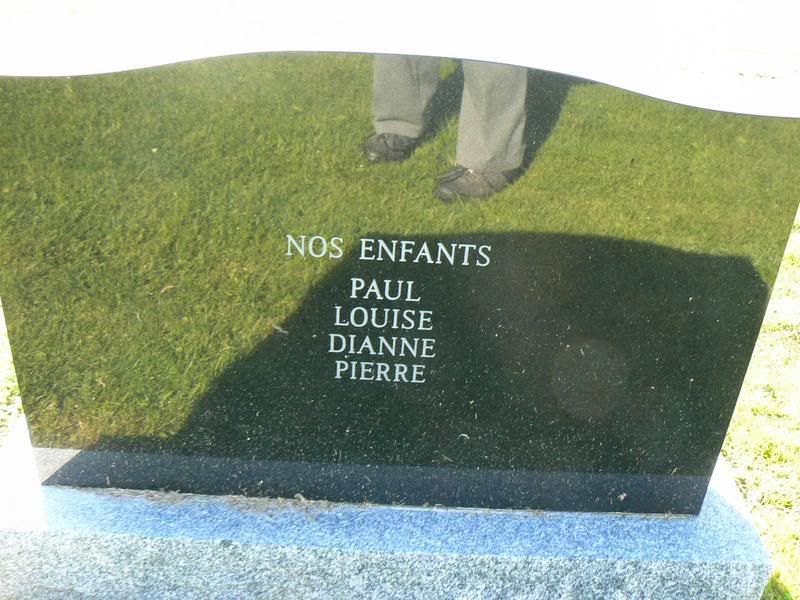 NOS ENFANTS
PAUL
LOUISE
DIANNE
PIERRE